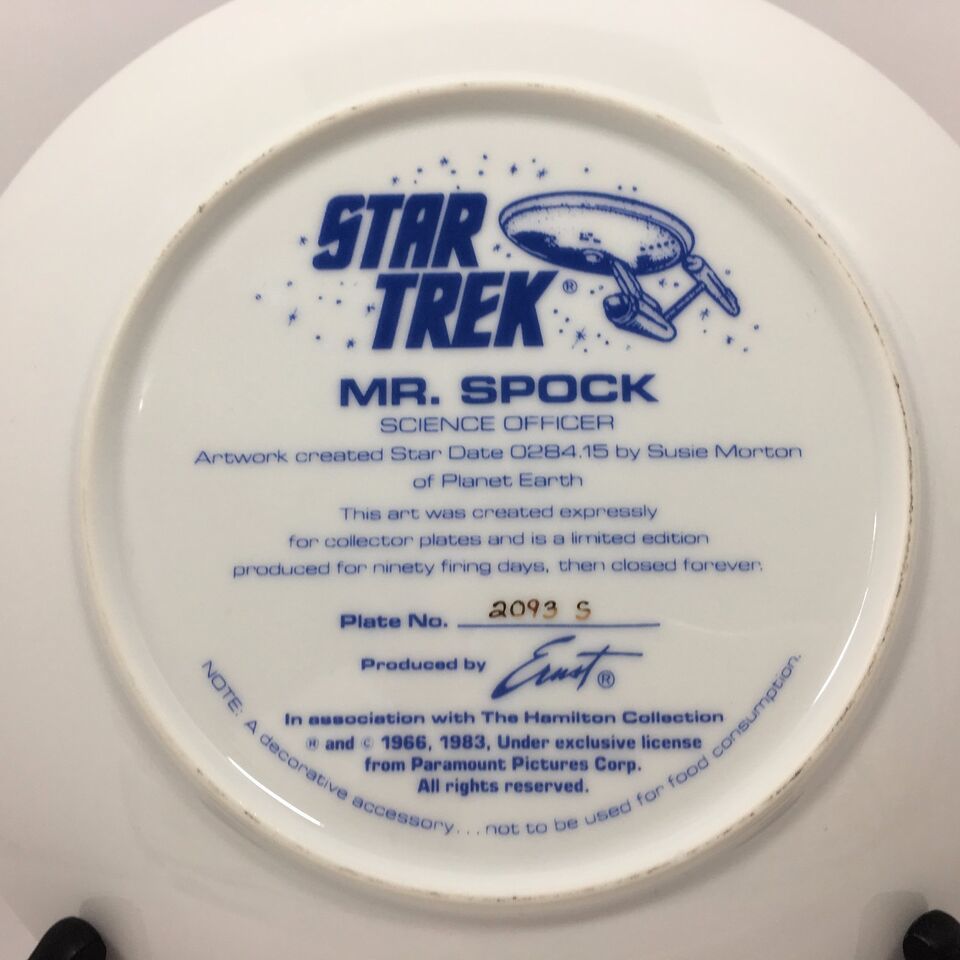 STAR
TREK®
MR. SPOCK
SCIENCE OFFICER
Artwork created Star Date 0284.15 by Susie Morton
of Planet Earth
This art was created expressly
for collector plates and is a limited edition
produced for ninety firing days, then closed forever.
Plate No. 2093 S
Produced by Ernst®
In association with The Hamilton Collection
® and © 1966, 1983, Under exclusive license
from Paramount Pictures Corp.
All rights reserved.
NOTE: A decorative accessory...not to be used for food consumption.